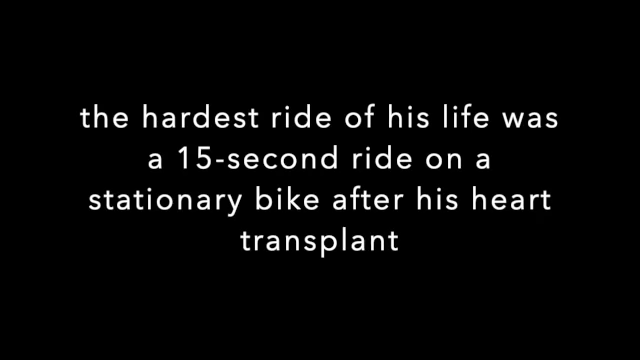 the hardest ride of his life was
a 15-second ride on a
stationary bike after his heart
transplant